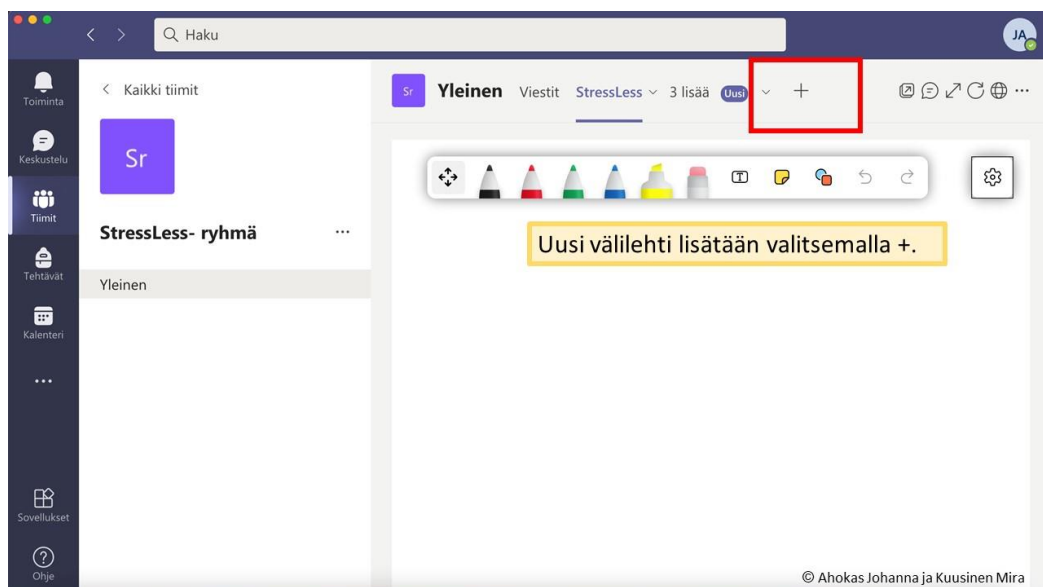 Haku
JA
Toiminta
Keskustelu
Tiimit
Tehtävät
Kalenteri
Sovellukset
Ohje
Kaikki tiimit
Sr
StressLess- ryhmä
Yleinen
Sr Yleinen Viestit StressLess 3 lisää Uusi
Uusi välilehti lisätään valitsemalla +.
© Ahokas Johanna ja Kuusinen Mira